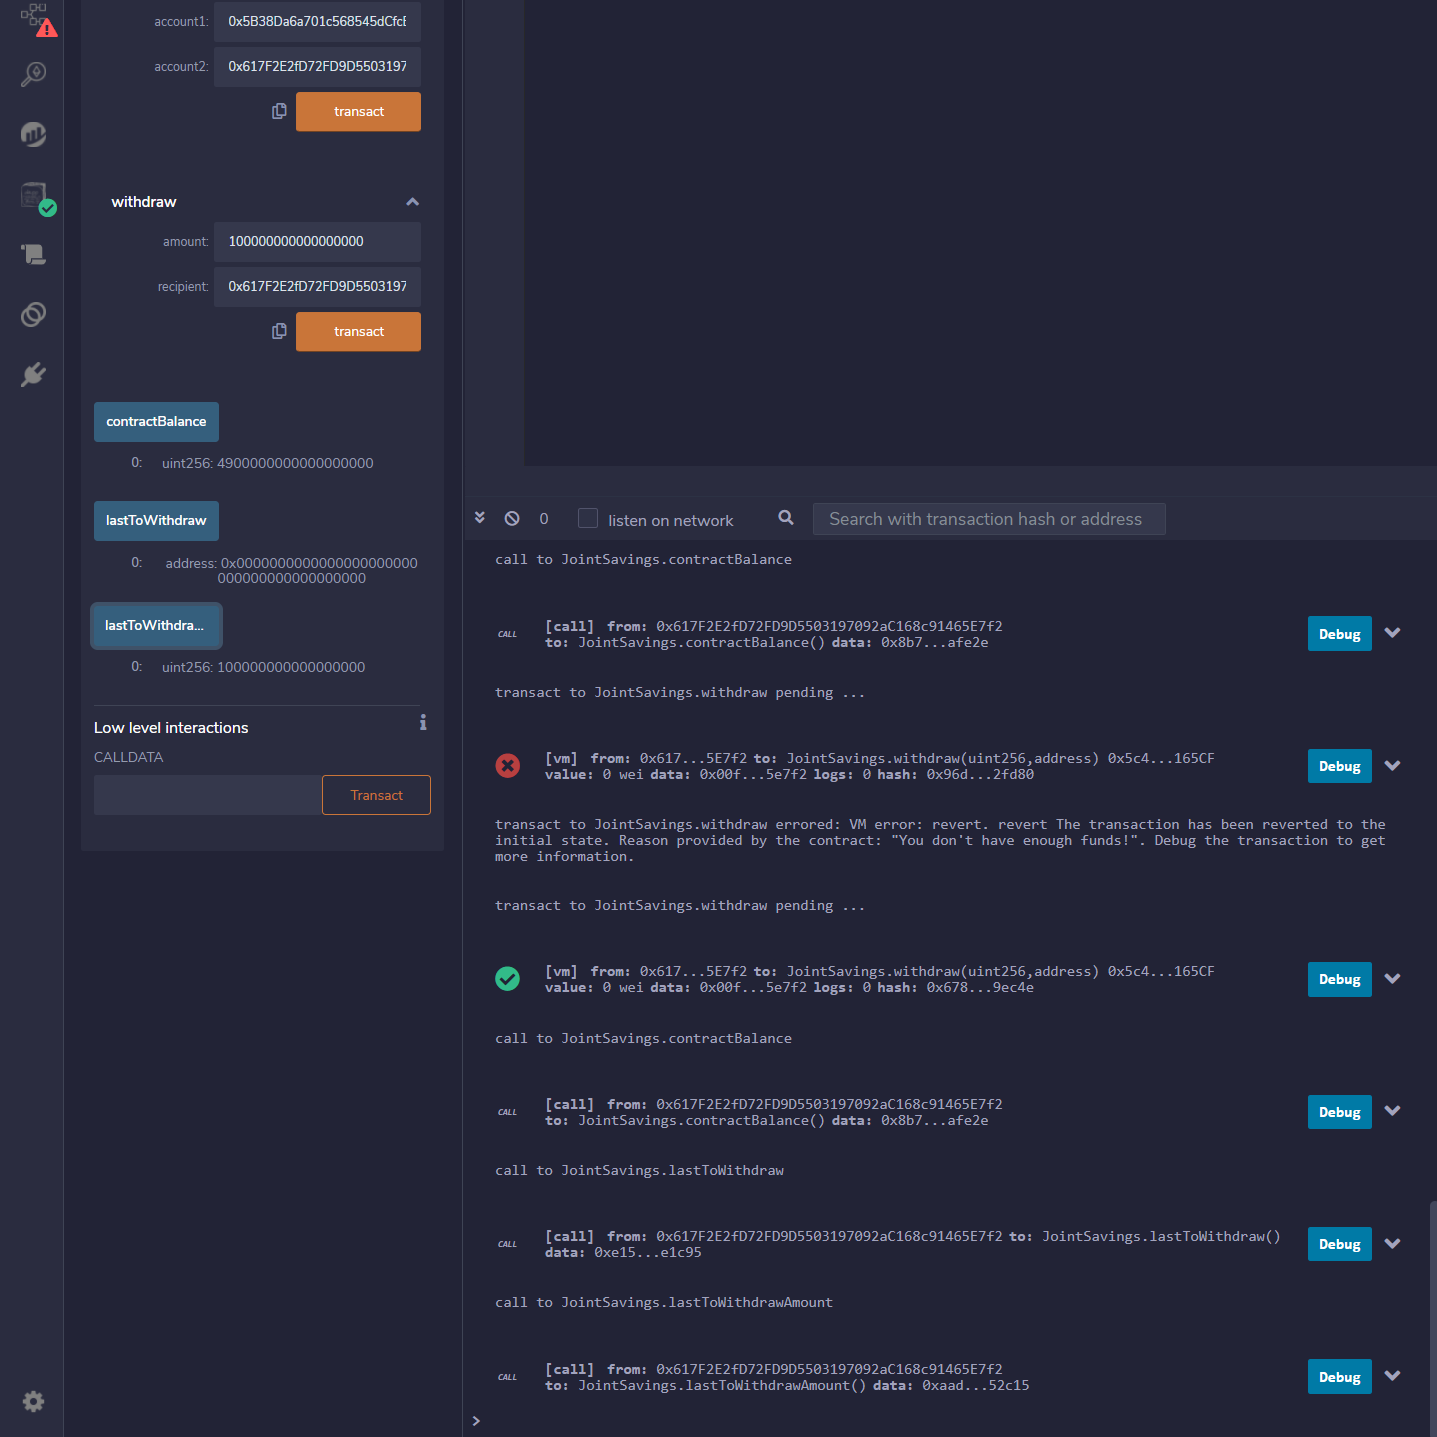 account1: 0x5B38Da6a701c568545dCfcB
account2: 0x617F2E2fD72FD9D5503197
transact
withdraw
amount: 100000000000000000
recipient: 0x617F2E2fD72FD9D5503197
transact
contractBalance
0: uint256: 4900000000000000000
lastToWithdraw
0: address: 0x0000000000000000000000
000000000000000000
lastToWithdra...
0: uint256: 100000000000000000
Low level interactions
CALLDATA
Transact
0
listen on network
Search with transaction hash or address
call to JointSavings.contractBalance
CALL [call] from: 0x617F2E2fD72FD9D5503197092aC168c91465E7f2
to: JointSavings.contractBalance() data: 0x8b7...afe2e
Debug
transact to JointSavings.withdraw pending ...
[vm] from: 0x617...5E7f2 to: JointSavings.withdraw(uint256,address) 0x5c4...165CF
value: 0 wei data: 0x00f...5e7f2 logs: 0 hash: 0x96d...2fd80
Debug
transact to JointSavings.withdraw errored: VM error: revert. revert The transaction has been reverted to the
initial state. Reason provided by the contract: "You don't have enough funds!". Debug the transaction to get
more information.
transact to JointSavings.withdraw pending ...
[vm] from: 0x617...5E7f2 to: JointSavings.withdraw(uint256,address) 0x5c4...165CF
value: 0 wei data: 0x00f...5e7f2 logs: 0 hash: 0x678...9ec4e
Debug
call to JointSavings.contractBalance
CALL [call] from: 0x617F2E2fD72FD9D5503197092aC168c91465E7f2
to: JointSavings.contractBalance() data: 0x8b7...afe2e
Debug
call to JointSavings.lastToWithdraw
CALL [call] from: 0x617F2E2fD72FD9D5503197092aC168c91465E7f2 to: JointSavings.lastToWithdraw()
data: 0xe15...e1c95
Debug
call to JointSavings.lastToWithdrawAmount
CALL [call] from: 0x617F2E2fD72FD9D5503197092aC168c91465E7f2
to: JointSavings.lastToWithdrawAmount() data: 0xaad...52c15
Debug
>